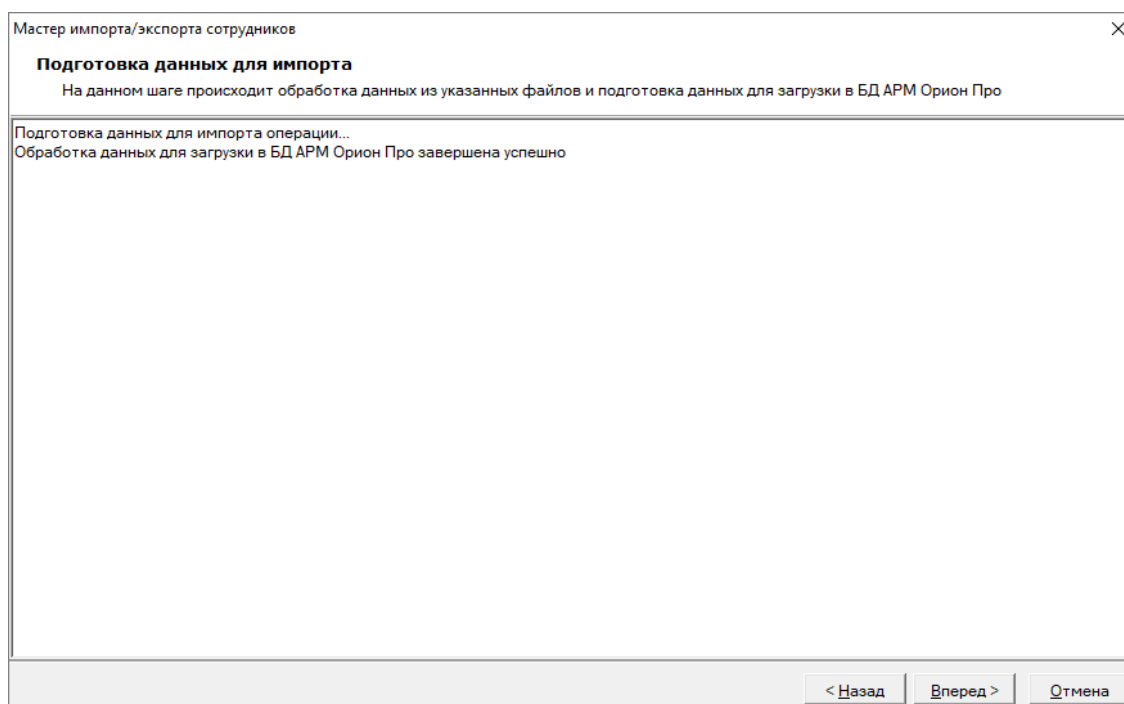 Мастер импорта/экспорта сотрудников
Подготовка данных для импорта
На данном шаге происходит обработка данных из указанных файлов и подготовка данных для загрузки в БД АРМ Орион Про
Подготовка данных для импорта операции...
Обработка данных для загрузки в БД АРМ Орион Про завершена успешно
< Назад Вперед > Отмена